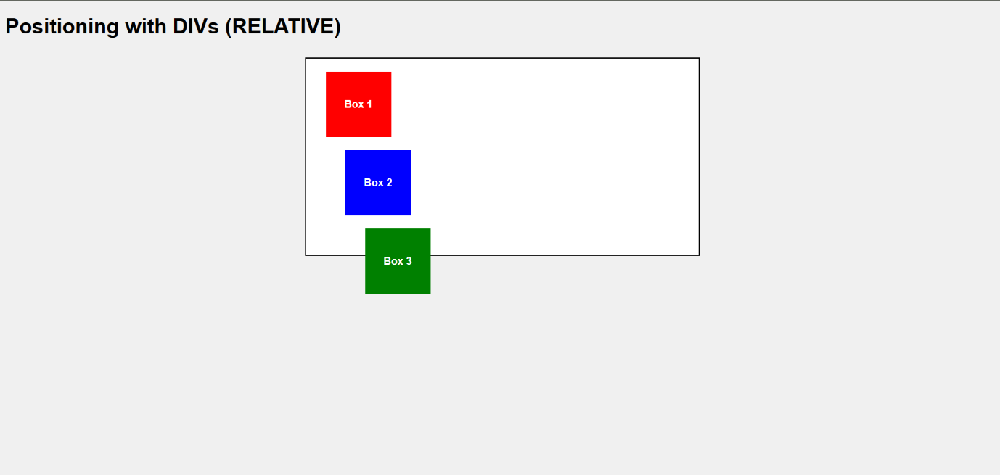 Positioning with DIVs (RELATIVE)
Box 1
Box 2
Box 3